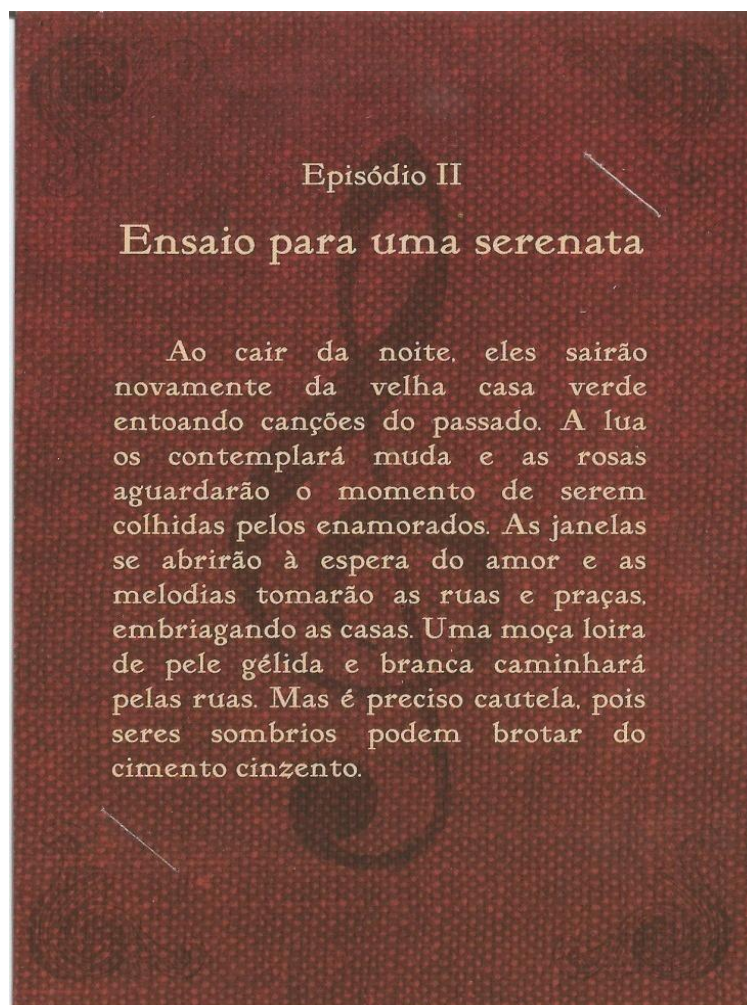 Episódio II
Ensaio para uma serenata
Ao cair da noite, eles sairão
novamente da velha casa verde
entoando canções do passado. A lua
os contemplará muda e as rosas
aguardarão o momento de serem
colhidas pelos enamorados. As janelas
se abrirão à espera do amor e as
melodias tomarão as ruas e praças,
embriagando as casas. Uma moça loira
de pele gélida e branca caminhará
pelas ruas. Mas é preciso cautela, pois
seres sombrios podem brotar do
cimento cinzento.